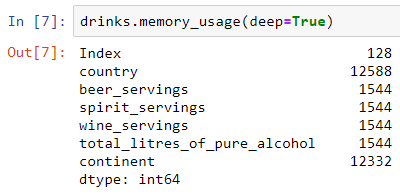 In [7]: drinks.memory_usage(deep=True)
Out[7]: Index 128
country 12588
beer_servings 1544
spirit_servings 1544
wine_servings 1544
total_litres_of_pure_alcohol 1544
continent 12332
dtype: int64